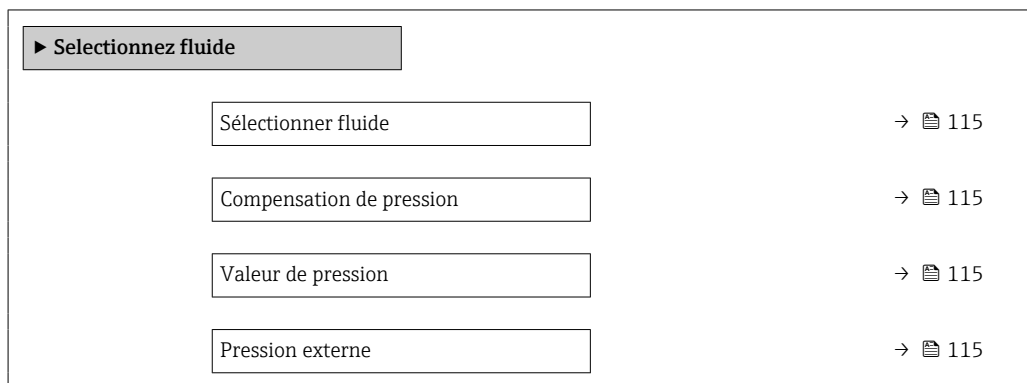 ▶ Selectionnez fluide
Sélectionner fluide → 115
Compensation de pression → 115
Valeur de pression → 115
Pression externe → 115